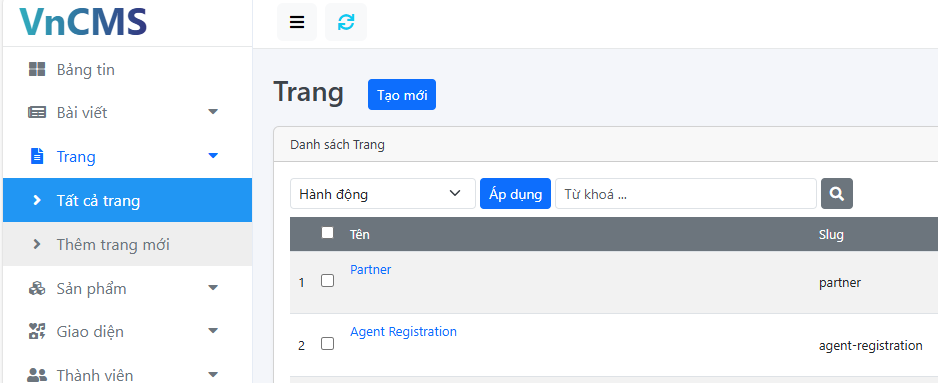 VnCMS
Bảng tin
Bài viết
Trang
Tất cả trang
Thêm trang mới
Sản phẩm
Giao diện
Thành viên
Trang Tạo mới
Danh sách Trang
Hành động Áp dụng Từ khoá ...
Tên Slug
1 Partner partner
2 Agent Registration agent-registration